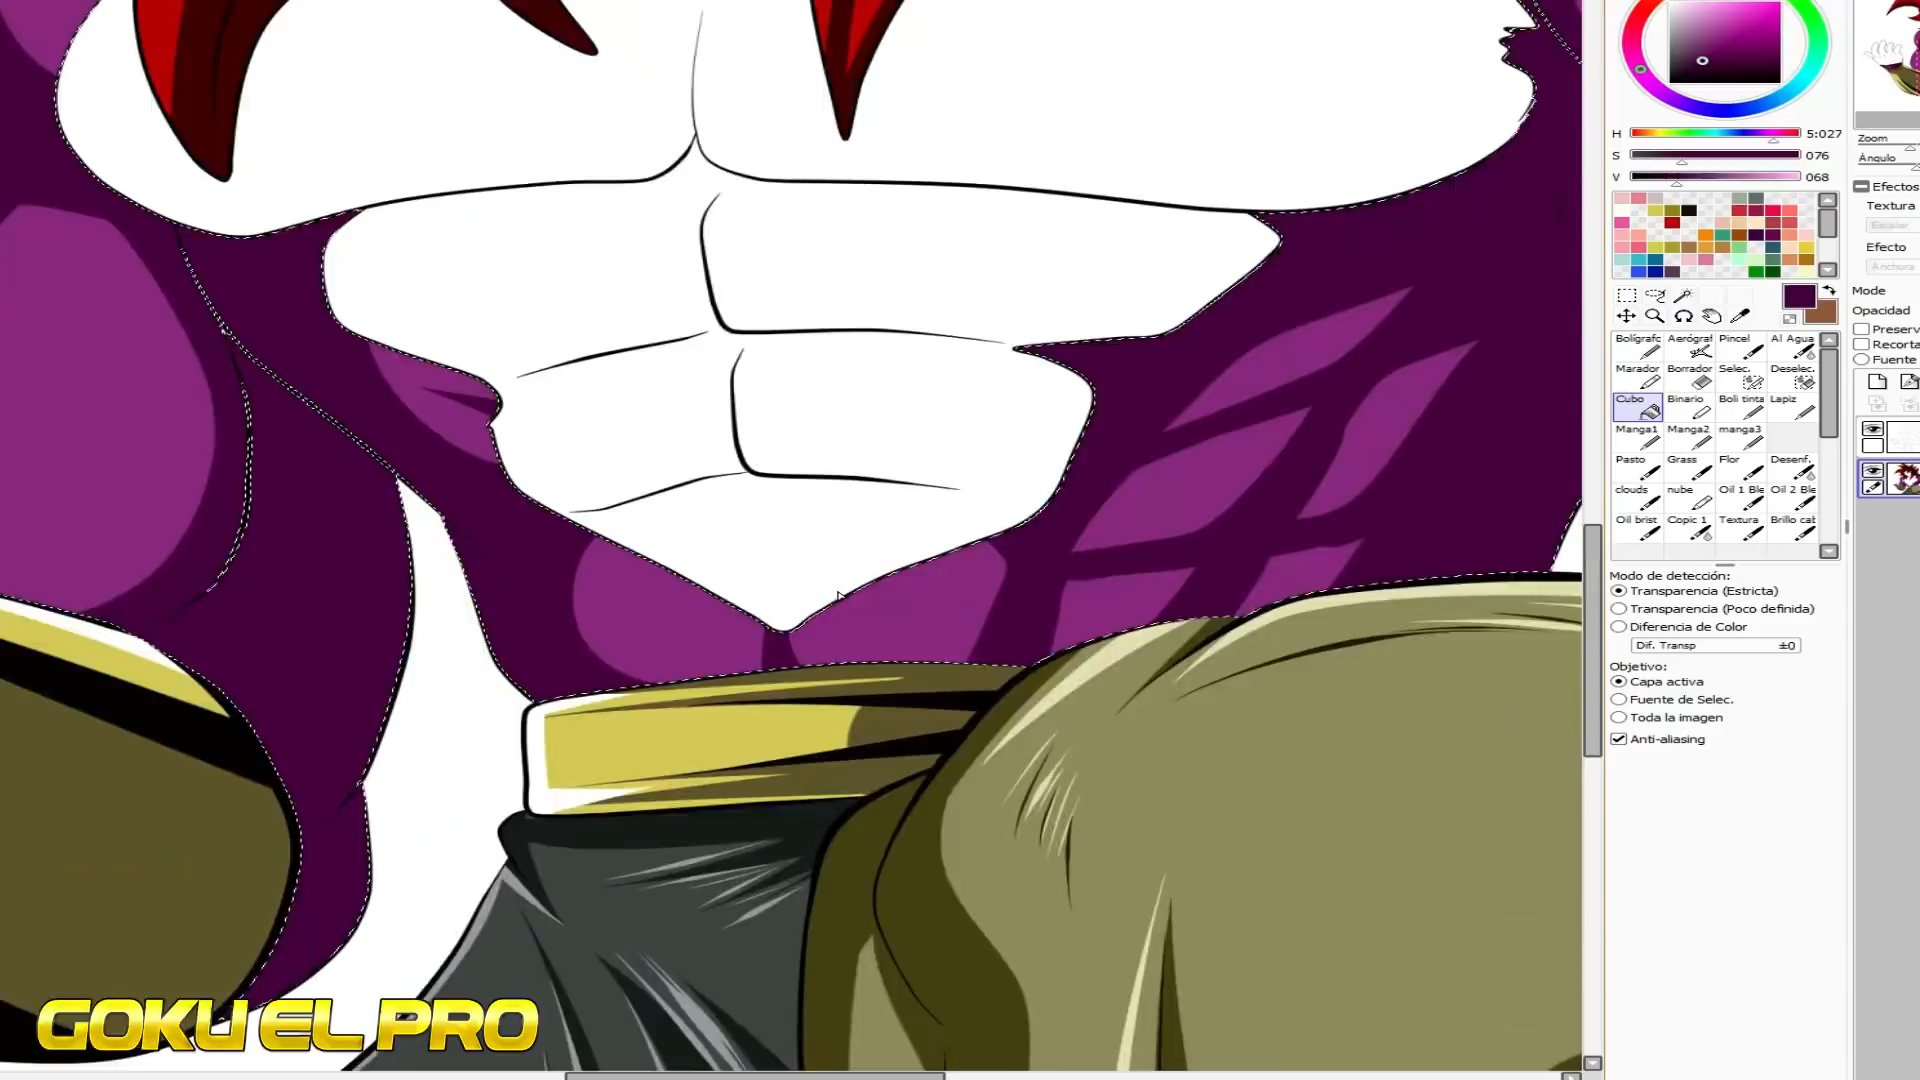 H 5:027
S 076
V 068
Zoom
Ángulo
Efectos
Textura
Escalar
Efecto
Anchura
Mode
Opacidad
Preserv
Recorta
Fuente
Bolígrafc Aerógraf Pincel Al Agua
Marador Borrador Selec. Deselec.
Cubo Binario Boli tinta Lapiz
Manga1 Manga2 manga3
Pasto Grass Flor Desenf.
clouds nube Oil 1 Ble Oil 2 Ble
Oil brist Copic 1 Textura Brillo cat
Modo de detección:
Transparencia (Estricta)
Transparencia (Poco definida)
Diferencia de Color
Dif. Transp ±0
Objetivo:
Capa activa
Fuente de Selec.
Toda la imagen
Anti-aliasing
GOKU EL PRO